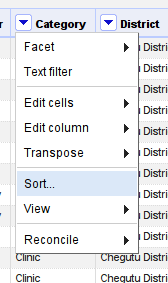 r Category District
Facet
Text filter
Edit cells
Edit column
Transpose
Sort...
View
Reconcile
Clinic Chegutu Distri
Clinic Chegutu Distri